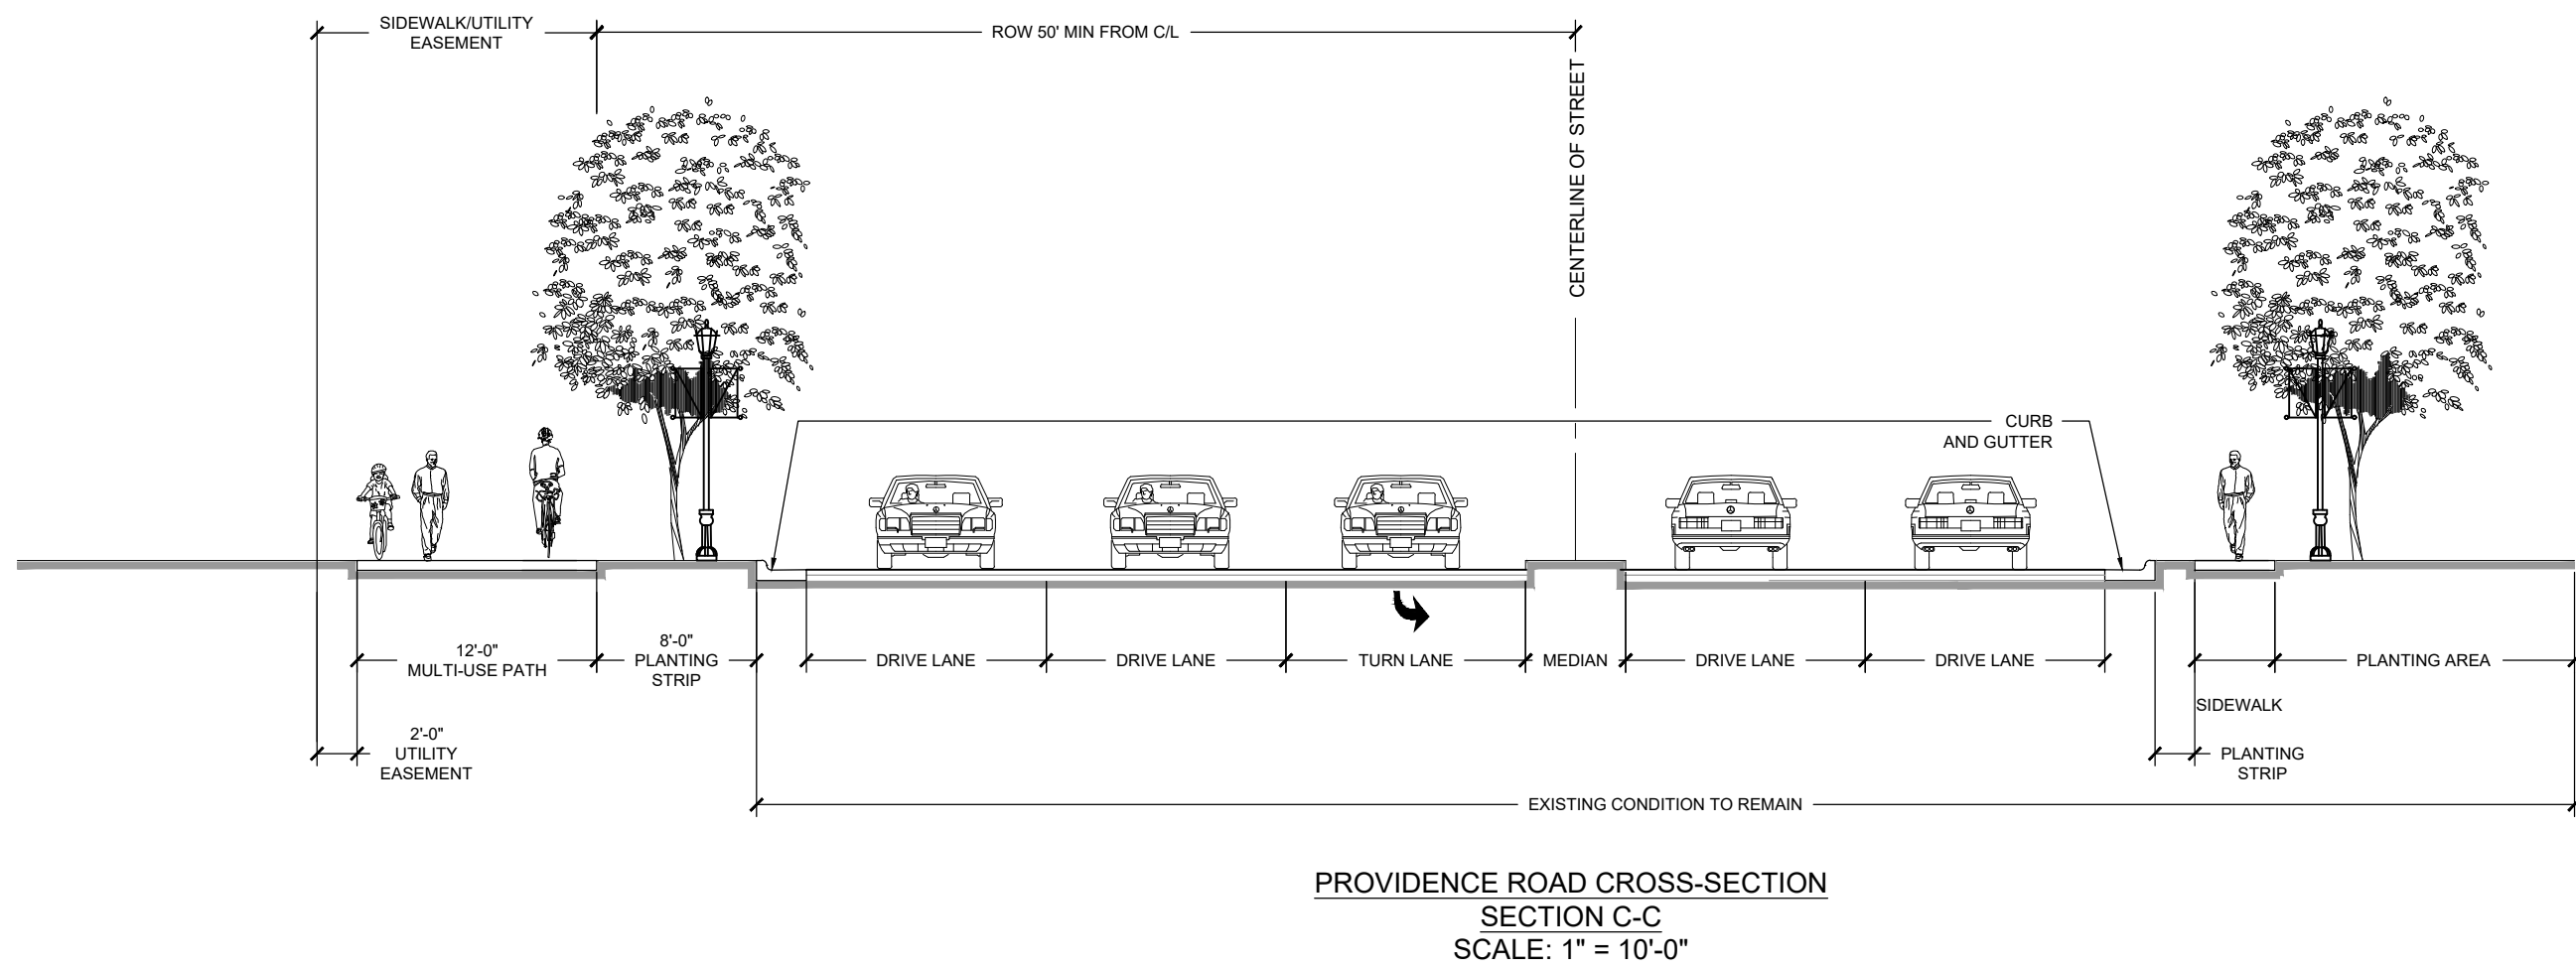 SIDEWALK/UTILITY
EASEMENT
ROW 50' MIN FROM C/L
CENTERLINE OF STREET
CURB
AND GUTTER
12'-0"
MULTI-USE PATH
8'-0"
PLANTING
STRIP
DRIVE LANE
DRIVE LANE
TURN LANE
MEDIAN
DRIVE LANE
DRIVE LANE
PLANTING AREA
SIDEWALK
2'-0"
UTILITY
EASEMENT
PLANTING
STRIP
EXISTING CONDITION TO REMAIN
PROVIDENCE ROAD CROSS-SECTION
SECTION C-C
SCALE: 1" = 10'-0"